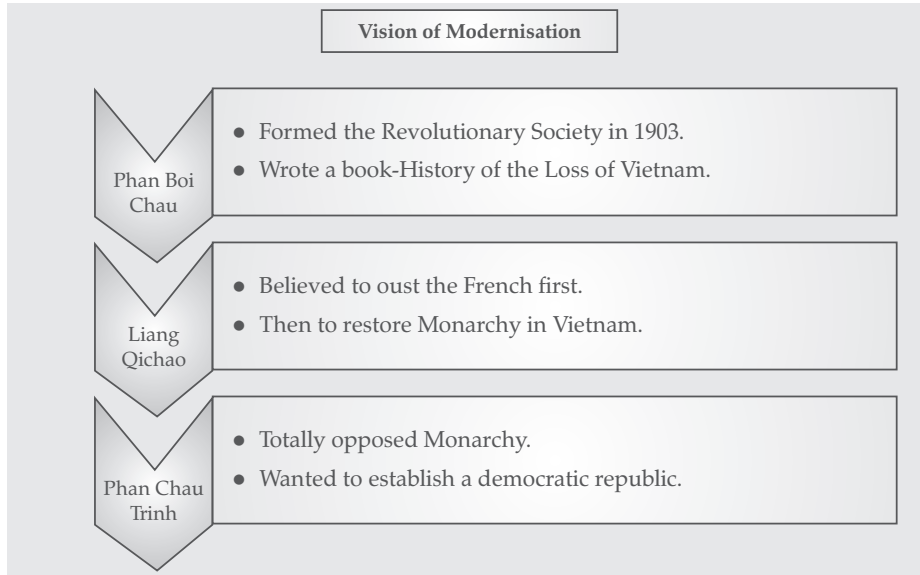 Vision of Modernisation
Phan Boi
Chau
● Formed the Revolutionary Society in 1903.
● Wrote a book-History of the Loss of Vietnam.
Liang
Qichao
● Believed to oust the French first.
● Then to restore Monarchy in Vietnam.
Phan Chau
Trinh
● Totally opposed Monarchy.
● Wanted to establish a democratic republic.